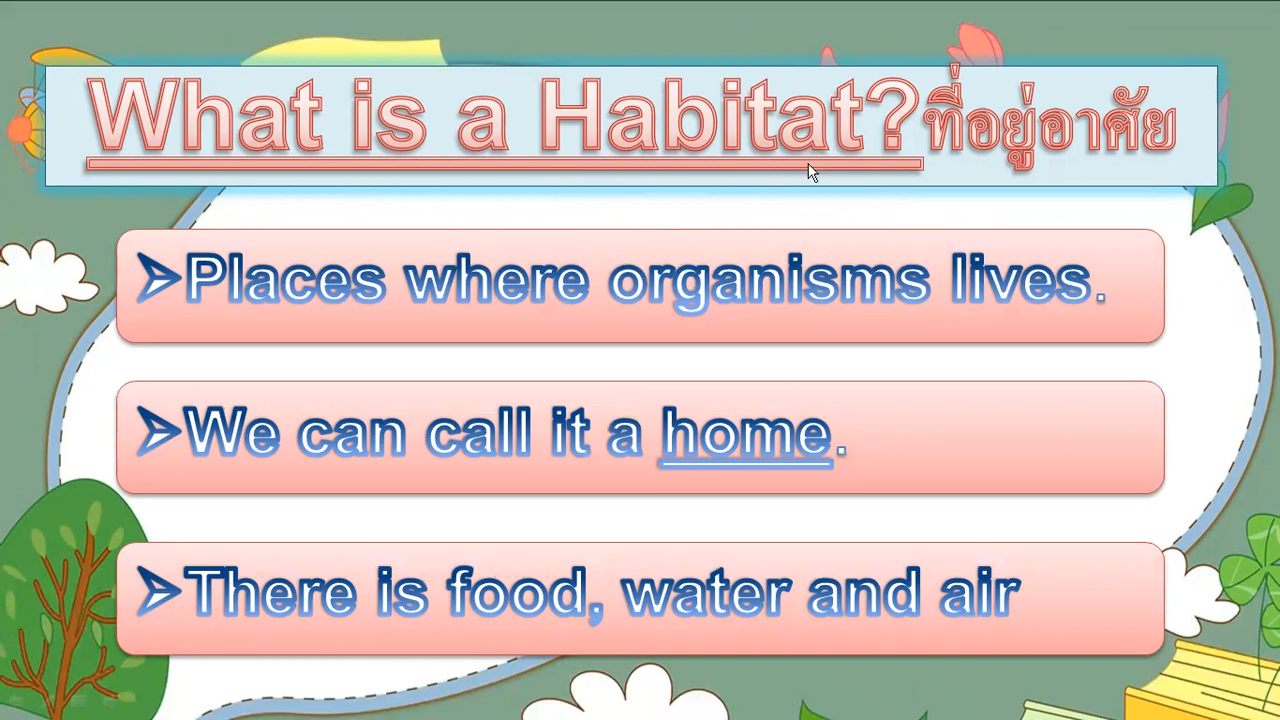 What is a Habitat?ที่อยู่อาศัย
➢Places where organisms lives.
➢We can call it a home.
➢There is food, water and air